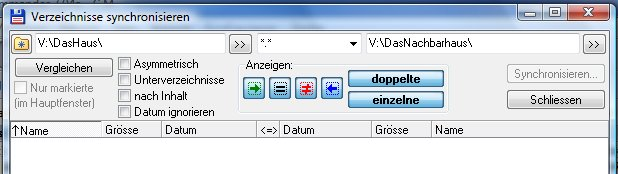 Verzeichnisse synchronisieren
V:\DasHaus\ >> *.* V:\DasNachbarhaus\ >>
Vergleichen
Nur markierte
(im Hauptfenster)
Asymmetrisch
Unterverzeichnisse
nach Inhalt
Datum ignorieren
Anzeigen:
doppelte
einzelne
Synchronisieren...
Schliessen
↑Name Grösse Datum <=> Datum Grösse Name